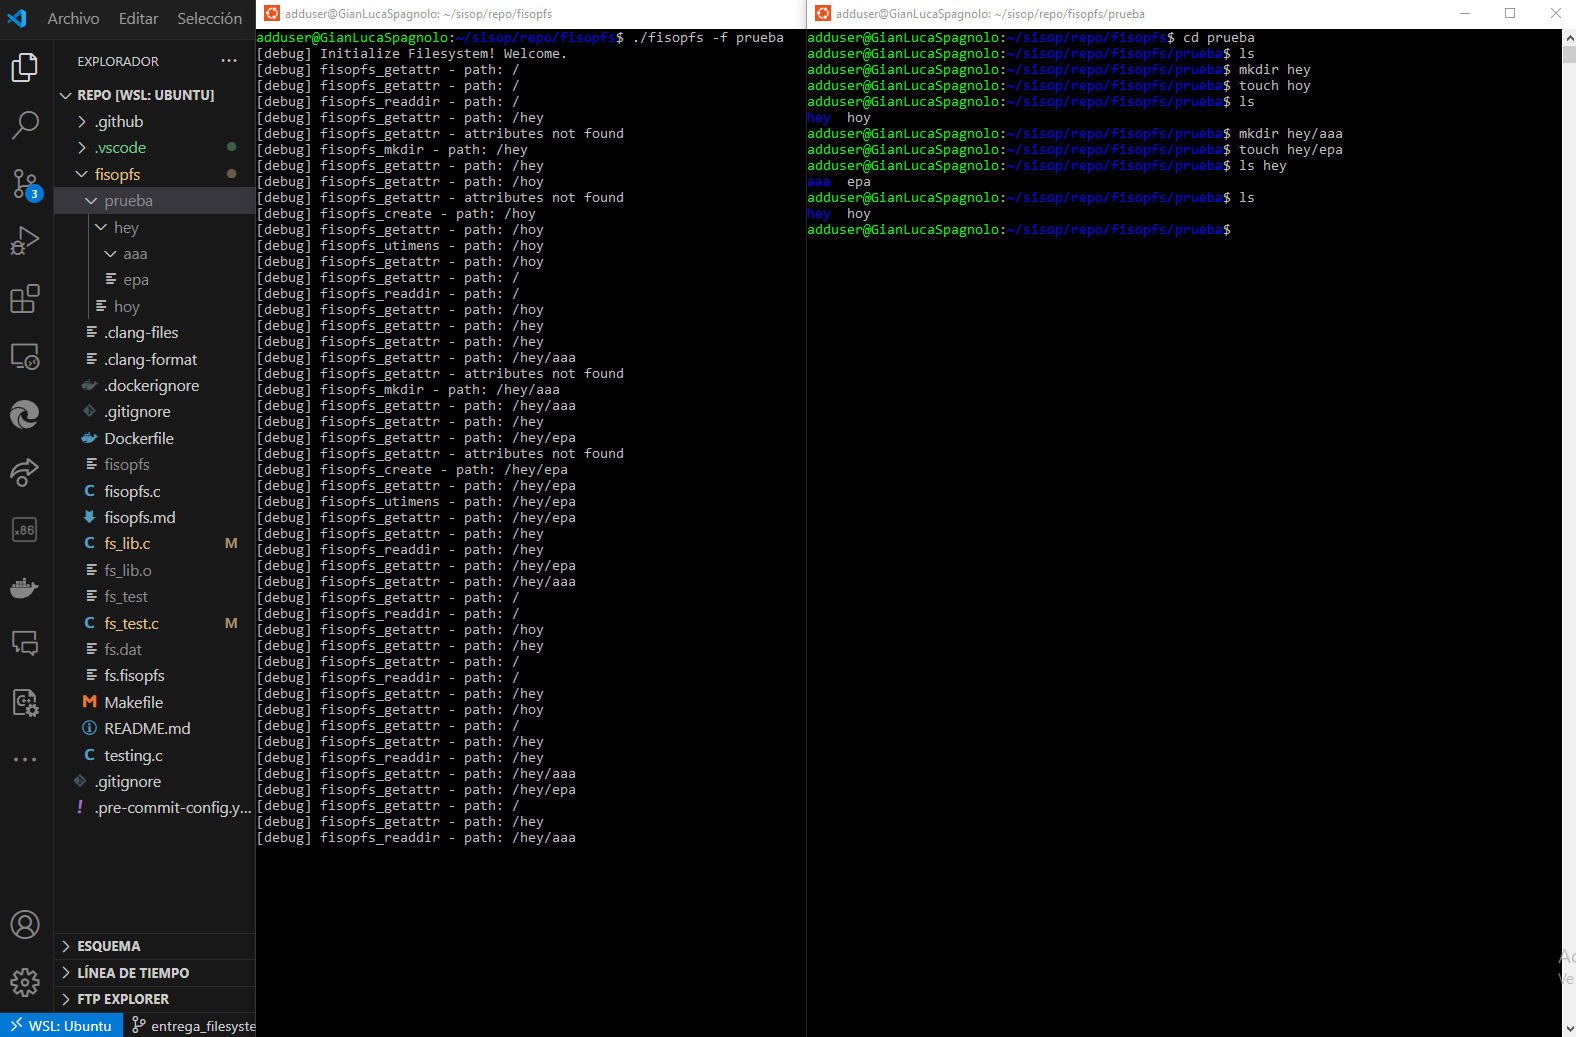 Archivo Editar Selección
EXPLORADOR ···
REPO [WSL: UBUNTU]
.github
.vscode
fisopfs
prueba
hey
aaa
epa
hoy
.clang-files
.clang-format
.dockerignore
.gitignore
Dockerfile
fisopfs
C fisopfs.c
fisopfs.md
C fs_lib.c M
fs_lib.o
fs_test
C fs_test.c M
fs.dat
fs.fisopfs
M Makefile
README.md
C testing.c
.gitignore
! .pre-commit-config.y...
3
x86
ESQUEMA
LÍNEA DE TIEMPO
FTP EXPLORER
WSL: Ubuntu entrega_filesyste
adduser@GianLucaSpagnolo: ~/sisop/repo/fisopfs
adduser@GianLucaSpagnolo:~/sisop/repo/fisopfs$ ./fisopfs -f prueba
[debug] Initialize Filesystem! Welcome.
[debug] fisopfs_getattr - path: /
[debug] fisopfs_getattr - path: /
[debug] fisopfs_readdir - path: /
[debug] fisopfs_getattr - path: /hey
[debug] fisopfs_getattr - attributes not found
[debug] fisopfs_mkdir - path: /hey
[debug] fisopfs_getattr - path: /hey
[debug] fisopfs_getattr - path: /hoy
[debug] fisopfs_getattr - attributes not found
[debug] fisopfs_create - path: /hoy
[debug] fisopfs_getattr - path: /hoy
[debug] fisopfs_utimens - path: /hoy
[debug] fisopfs_getattr - path: /hoy
[debug] fisopfs_getattr - path: /
[debug] fisopfs_readdir - path: /
[debug] fisopfs_getattr - path: /hoy
[debug] fisopfs_getattr - path: /hey
[debug] fisopfs_getattr - path: /hey
[debug] fisopfs_getattr - path: /hey/aaa
[debug] fisopfs_getattr - attributes not found
[debug] fisopfs_mkdir - path: /hey/aaa
[debug] fisopfs_getattr - path: /hey/aaa
[debug] fisopfs_getattr - path: /hey
[debug] fisopfs_getattr - path: /hey/epa
[debug] fisopfs_getattr - attributes not found
[debug] fisopfs_create - path: /hey/epa
[debug] fisopfs_getattr - path: /hey/epa
[debug] fisopfs_utimens - path: /hey/epa
[debug] fisopfs_getattr - path: /hey/epa
[debug] fisopfs_getattr - path: /hey
[debug] fisopfs_readdir - path: /hey
[debug] fisopfs_getattr - path: /hey/epa
[debug] fisopfs_getattr - path: /hey/aaa
[debug] fisopfs_getattr - path: /
[debug] fisopfs_readdir - path: /
[debug] fisopfs_getattr - path: /hoy
[debug] fisopfs_getattr - path: /hey
[debug] fisopfs_getattr - path: /
[debug] fisopfs_readdir - path: /
[debug] fisopfs_getattr - path: /hey
[debug] fisopfs_getattr - path: /hoy
[debug] fisopfs_getattr - path: /
[debug] fisopfs_getattr - path: /hey
[debug] fisopfs_readdir - path: /hey
[debug] fisopfs_getattr - path: /hey/aaa
[debug] fisopfs_getattr - path: /hey/epa
[debug] fisopfs_getattr - path: /
[debug] fisopfs_getattr - path: /hey
[debug] fisopfs_readdir - path: /hey/aaa
adduser@GianLucaSpagnolo: ~/sisop/repo/fisopfs/prueba
adduser@GianLucaSpagnolo:~/sisop/repo/fisopfs$ cd prueba
adduser@GianLucaSpagnolo:~/sisop/repo/fisopfs/prueba$ ls
adduser@GianLucaSpagnolo:~/sisop/repo/fisopfs/prueba$ mkdir hey
adduser@GianLucaSpagnolo:~/sisop/repo/fisopfs/prueba$ touch hoy
adduser@GianLucaSpagnolo:~/sisop/repo/fisopfs/prueba$ ls
hey hoy
adduser@GianLucaSpagnolo:~/sisop/repo/fisopfs/prueba$ mkdir hey/aaa
adduser@GianLucaSpagnolo:~/sisop/repo/fisopfs/prueba$ touch hey/epa
adduser@GianLucaSpagnolo:~/sisop/repo/fisopfs/prueba$ ls hey
aaa epa
adduser@GianLucaSpagnolo:~/sisop/repo/fisopfs/prueba$ ls
hey hoy
adduser@GianLucaSpagnolo:~/sisop/repo/fisopfs/prueba$
Ac
Ve